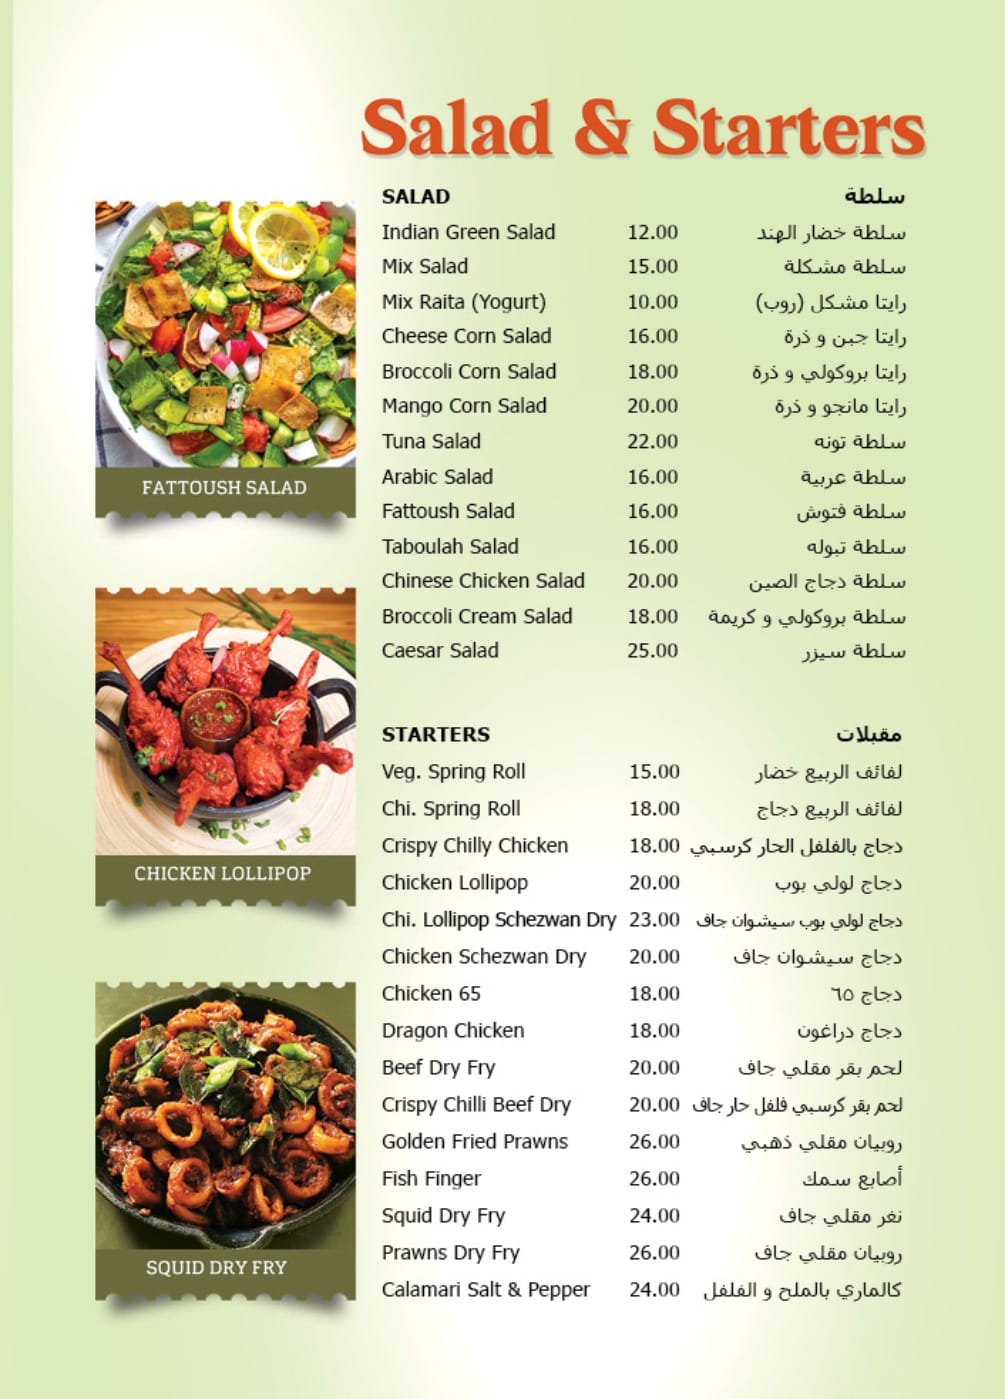 Salad & Starters
SALAD سلطة
Indian Green Salad 12.00 سلطة خضار الهند
Mix Salad 15.00 سلطة مشكلة
Mix Raita (Yogurt) 10.00 رايتا مشكل (روب)
Cheese Corn Salad 16.00 رايتا جبن و ذرة
Broccoli Corn Salad 18.00 رايتا بروكولي و ذرة
Mango Corn Salad 20.00 رايتا مانجو و ذرة
Tuna Salad 22.00 سلطة تونه
Arabic Salad 16.00 سلطة عربية
Fattoush Salad 16.00 سلطة فتوش
Taboulah Salad 16.00 سلطة تبوله
Chinese Chicken Salad 20.00 سلطة دجاج الصين
Broccoli Cream Salad 18.00 سلطة بروكولي و كريمة
Caesar Salad 25.00 سلطة سيزر
FATTOUSH SALAD
STARTERS مقبلات
Veg. Spring Roll 15.00 لفائف الربيع خضار
Chi. Spring Roll 18.00 لفائف الربيع دجاج
Crispy Chilly Chicken 18.00 دجاج بالفلفل الحار كرسبي
Chicken Lollipop 20.00 دجاج لولي بوب
Chi. Lollipop Schezwan Dry 23.00 دجاج لولي بوب سيشوان جاف
Chicken Schezwan Dry 20.00 دجاج سيشوان جاف
Chicken 65 18.00 دجاج ٦٥
Dragon Chicken 18.00 دجاج دراغون
Beef Dry Fry 20.00 لحم بقر مقلي جاف
Crispy Chilli Beef Dry 20.00 لحم بقر كرسبي فلفل حار جاف
Golden Fried Prawns 26.00 روبيان مقلي ذهبي
Fish Finger 26.00 أصابع سمك
Squid Dry Fry 24.00 نغر مقلي جاف
Prawns Dry Fry 26.00 روبيان مقلي جاف
Calamari Salt & Pepper 24.00 كالماري بالملح و الفلفل
CHICKEN LOLLIPOP
SQUID DRY FRY